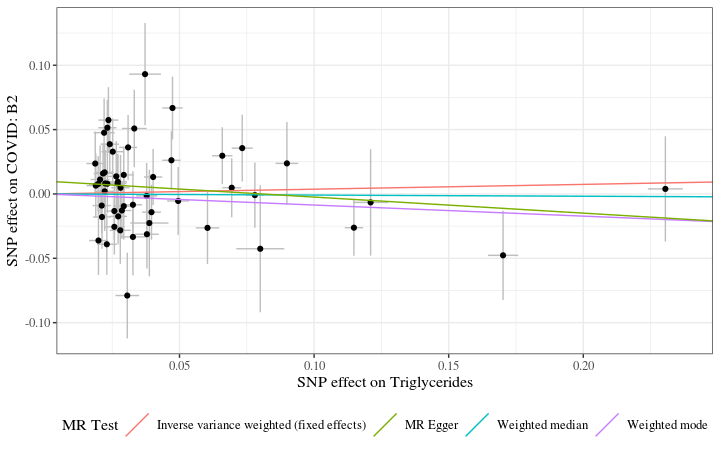 SNP effect on COVID: B2
0.10
0.05
0.00
-0.05
-0.10
0.05 0.10 0.15 0.20
SNP effect on Triglycerides
MR Test Inverse variance weighted (fixed effects) MR Egger Weighted median Weighted mode